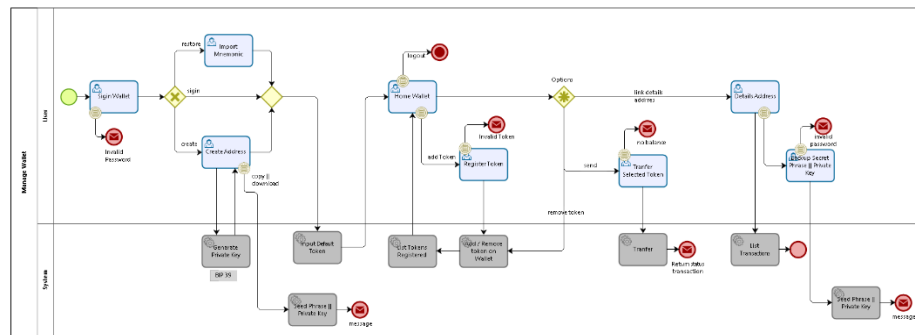 Manage Wallet
User
System
Sigin Wallet
Invalid
Password
restore
Import
Mnemonic
sigin
create
Create Address
copy ||
download
Generate
Private Key
BIP 39
Seed Phrase ||
Private Key
message
Input Default
Token
logout
Home Wallet
add Token
Invalid Token
Register Token
List Tokens
Registered
Add / Remove
token on
Wallet
Options
link details
address
send
remove token
no balance
Tranfer
Selected Token
Tranfer
Return status
transaction
Details Address
invalid
password
Backup Secret
Phrase || Private
Key
List
Transactions
Seed Phrase ||
Private Key
message